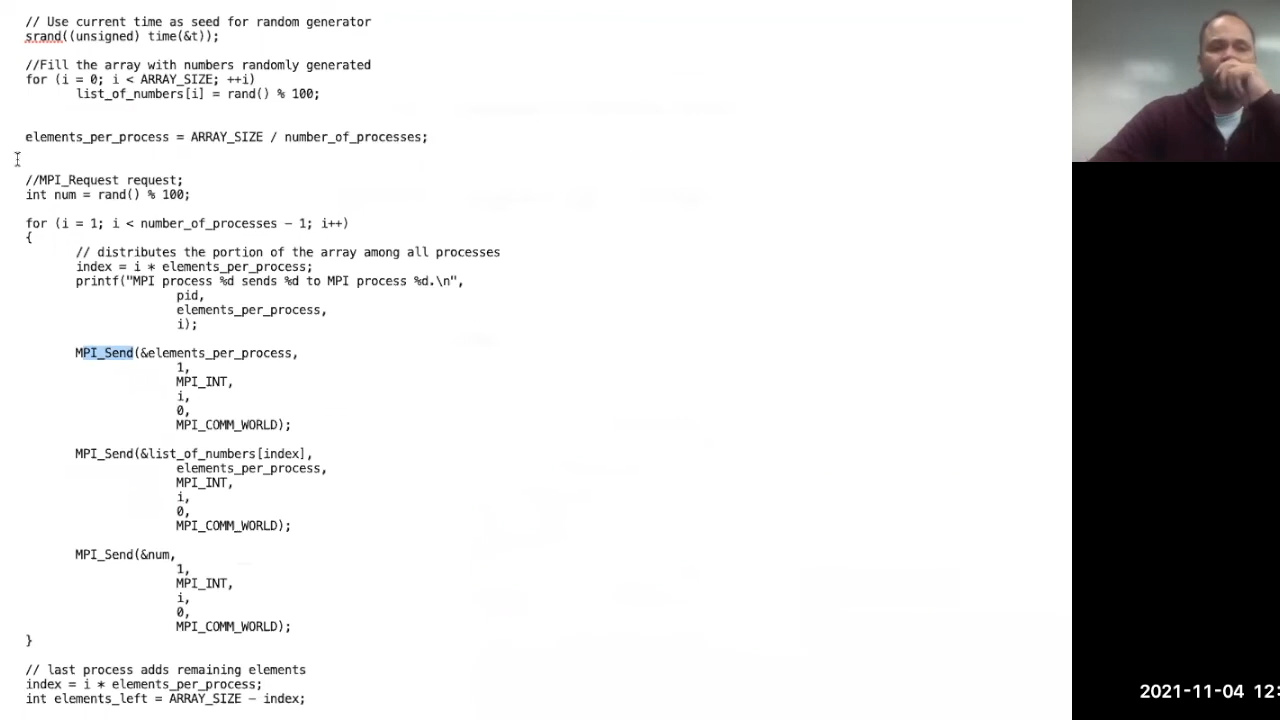 // Use current time as seed for random generator
srand((unsigned) time(&t));
//Fill the array with numbers randomly generated
for (i = 0; i < ARRAY_SIZE; ++i)
list_of_numbers[i] = rand() % 100;
elements_per_process = ARRAY_SIZE / number_of_processes;
//MPI_Request request;
int num = rand() % 100;
for (i = 1; i < number_of_processes - 1; i++)
{
// distributes the portion of the array among all processes
index = i * elements_per_process;
printf("MPI process %d sends %d to MPI process %d.\n",
pid,
elements_per_process,
i);
MPI_Send(&elements_per_process,
1,
MPI_INT,
i,
0,
MPI_COMM_WORLD);
MPI_Send(&list_of_numbers[index],
elements_per_process,
MPI_INT,
i,
0,
MPI_COMM_WORLD);
MPI_Send(&num,
1,
MPI_INT,
i,
0,
MPI_COMM_WORLD);
}
// last process adds remaining elements
index = i * elements_per_process;
int elements_left = ARRAY_SIZE - index;
2021-11-04 12: